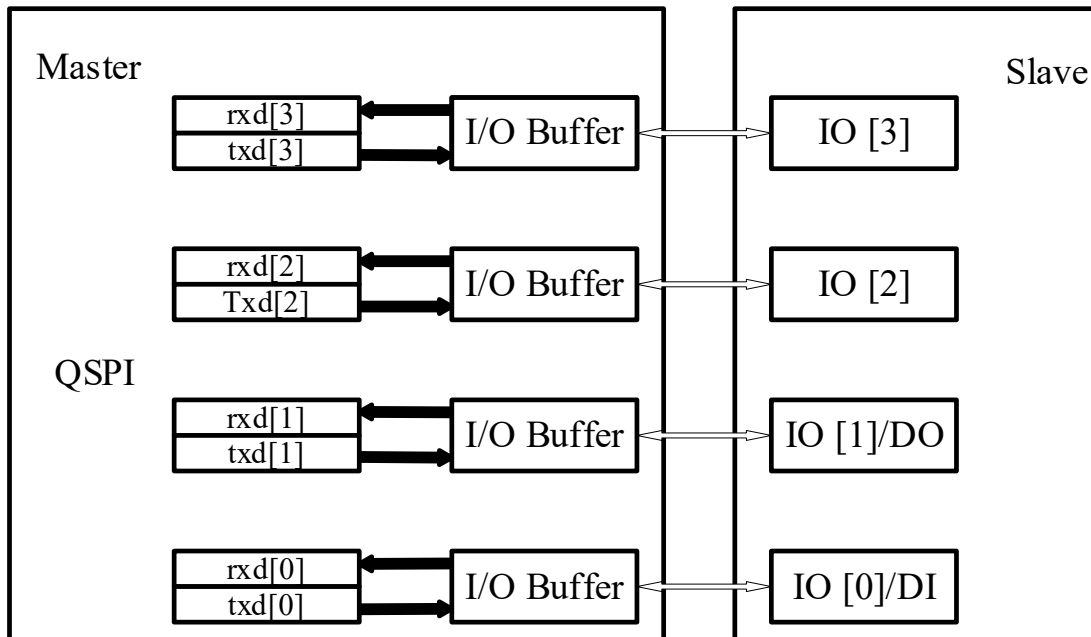 Master
Slave
rxd[3]
txd[3]
I/O Buffer
IO [3]
rxd[2]
Txd[2]
I/O Buffer
IO [2]
QSPI
rxd[1]
txd[1]
I/O Buffer
IO [1]/DO
rxd[0]
txd[0]
I/O Buffer
IO [0]/DI